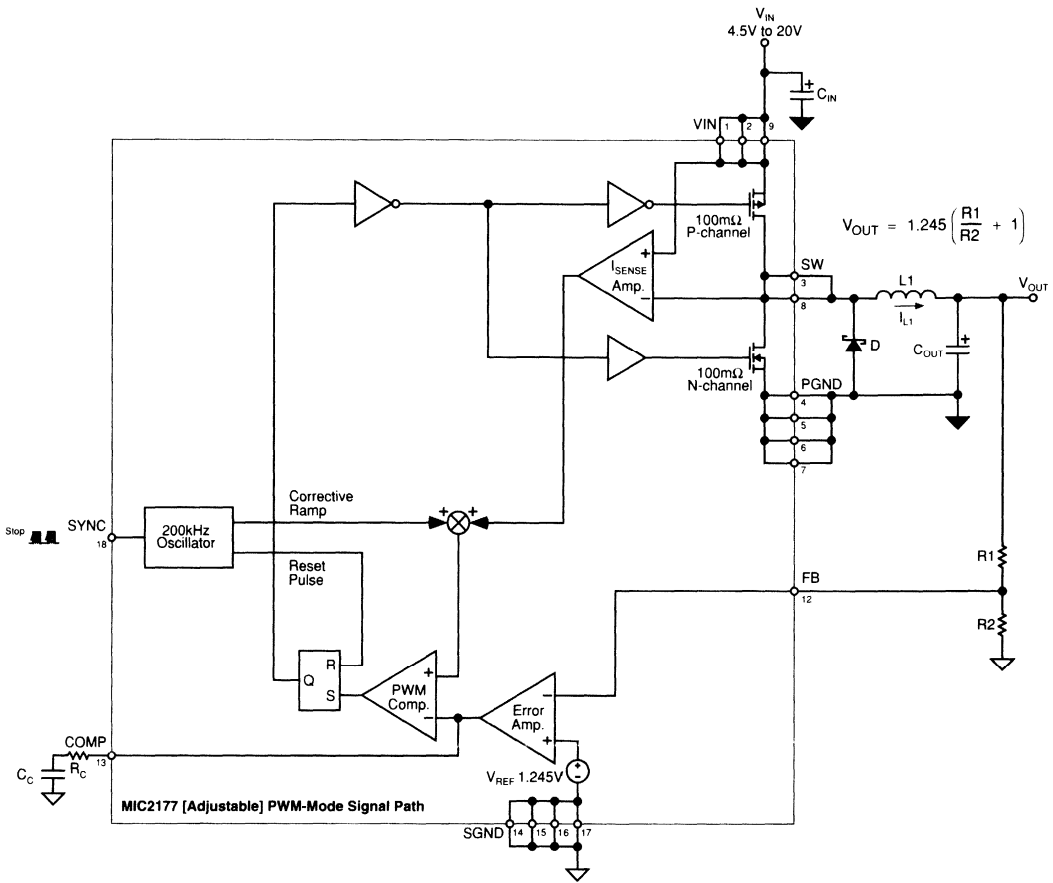 VIN
4.5V to 20V
CIN
VIN
1 2 9
100mΩ
P-channel
VOUT = 1.245 (R1/R2 + 1)
ISENSE
Amp.
+
−
SW
3
8
L1
IL1
VOUT
D
COUT
+
100mΩ
N-channel
PGND
4
5
6
7
Corrective
Ramp
+ +
Stop
SYNC
18
200kHz
Oscillator
Reset
Pulse
R1
FB
12
R2
R
Q
S
PWM
Comp.
+
−
Error
Amp.
−
+
COMP
13
RC
CC
VREF 1.245V
+
−
MIC2177 [Adjustable] PWM-Mode Signal Path
SGND
14 15 16 17